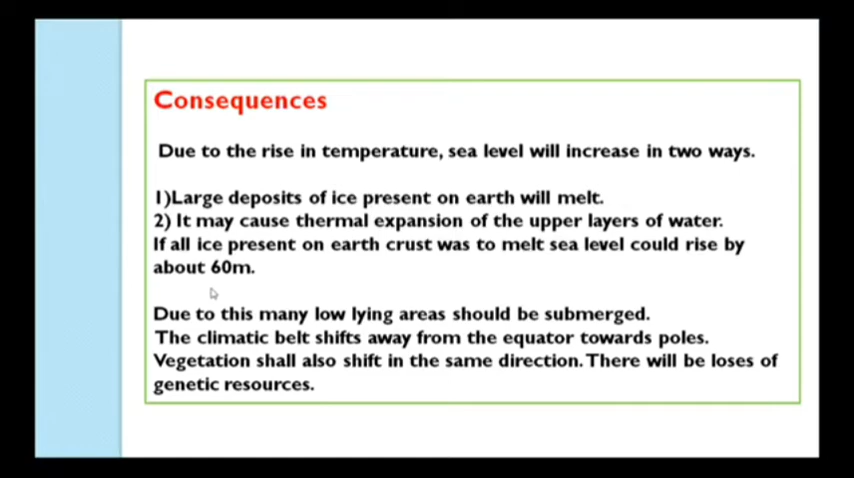 Consequences
Due to the rise in temperature, sea level will increase in two ways.
1)Large deposits of ice present on earth will melt.
2) It may cause thermal expansion of the upper layers of water.
If all ice present on earth crust was to melt sea level could rise by
about 60m.
Due to this many low lying areas should be submerged.
The climatic belt shifts away from the equator towards poles.
Vegetation shall also shift in the same direction. There will be loses of
genetic resources.